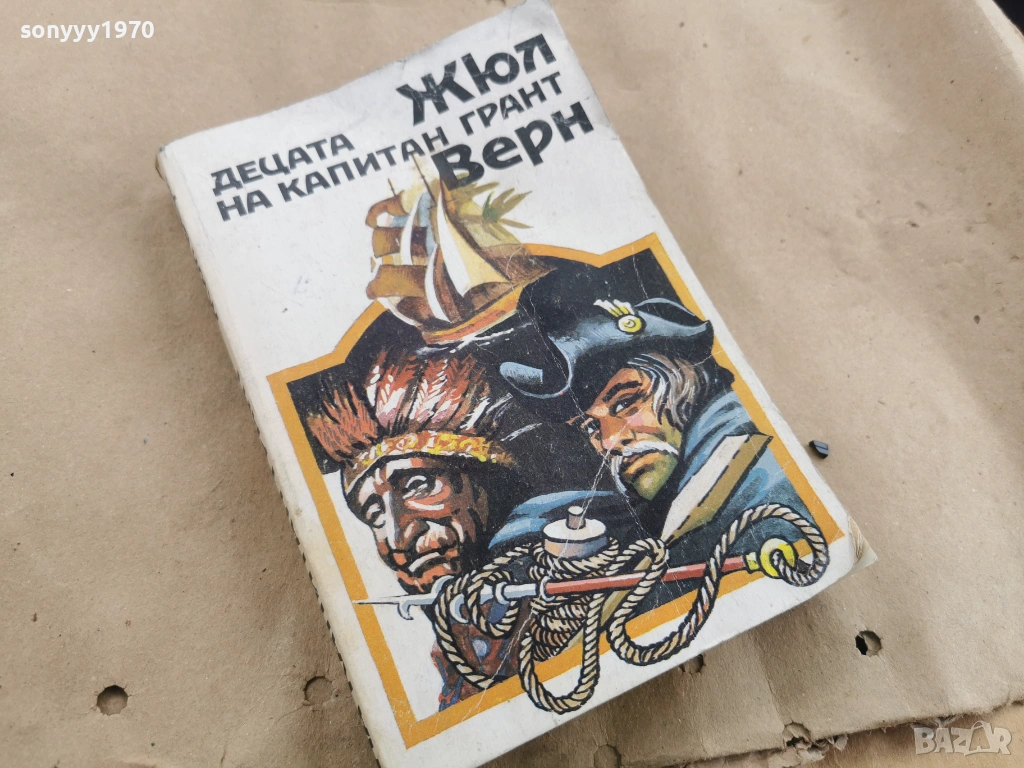 sonyyy1970
ЖЮЛ
ВерН
ДЕЦАТА
НА КАПИТАН ГРАНТ
BAZAR